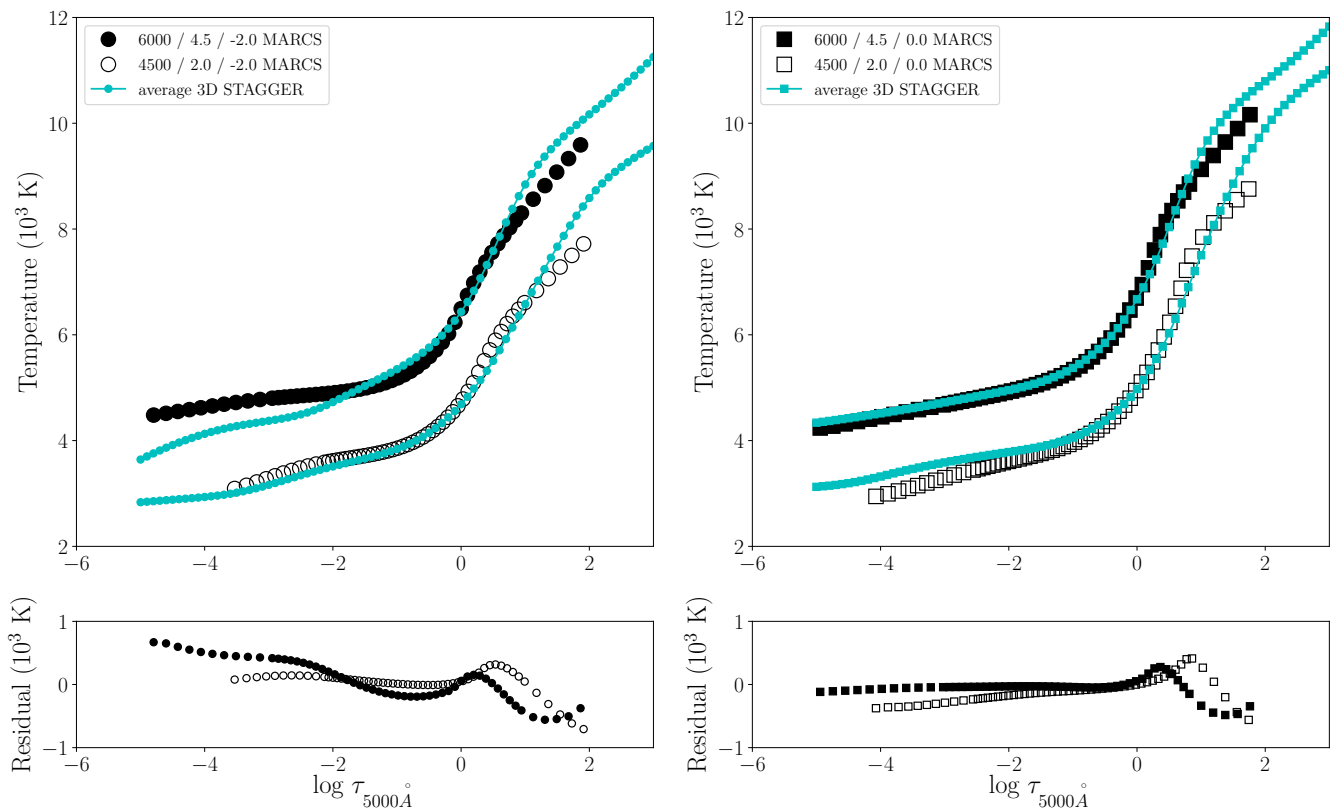 12
10
8
6
4
2
Temperature (10³ K)
6000 / 4.5 / -2.0 MARCS
4500 / 2.0 / -2.0 MARCS
average 3D STAGGER
−6 −4 −2 0 2
12
10
8
6
4
2
Temperature (10³ K)
6000 / 4.5 / 0.0 MARCS
4500 / 2.0 / 0.0 MARCS
average 3D STAGGER
−6 −4 −2 0 2
1
0
−1
Residual (10³ K)
−6 −4 −2 0 2
log τ 5000Å
1
0
−1
Residual (10³ K)
−6 −4 −2 0 2
log τ 5000Å